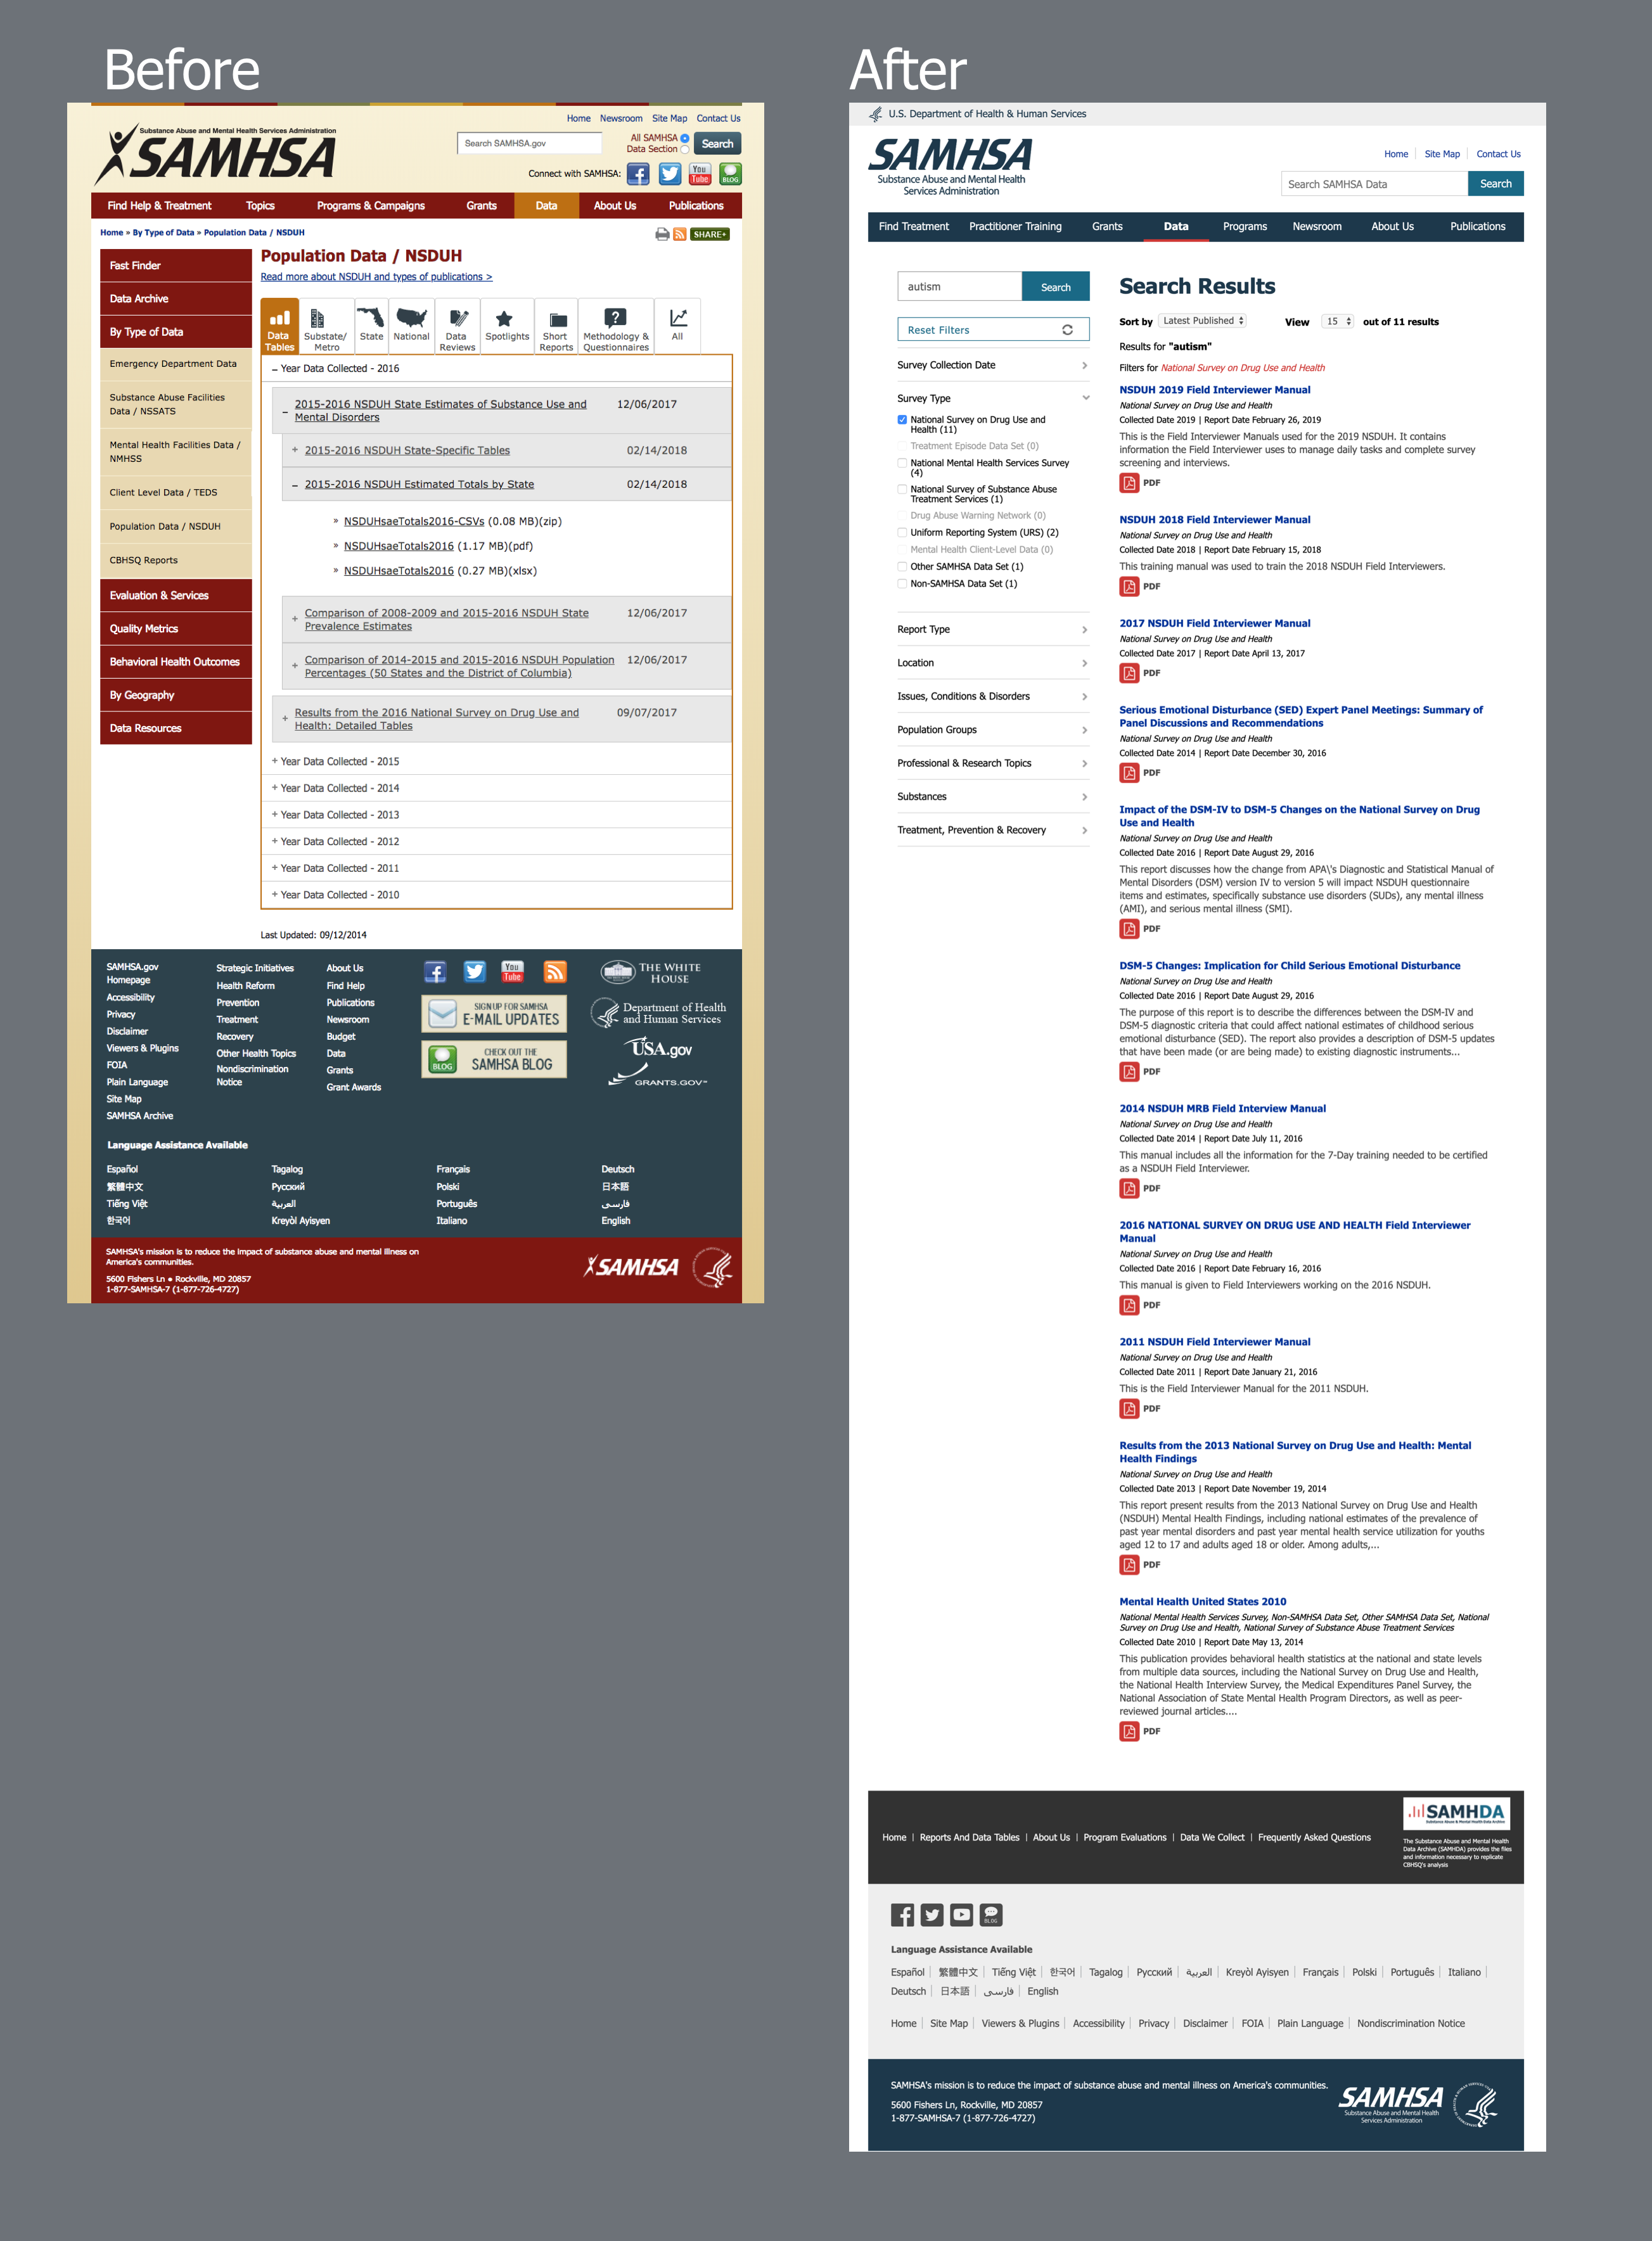 Before
Substance Abuse and Mental Health Services Administration
SAMHSA
Home Newsroom Site Map Contact Us
Search SAMHSA.gov
All SAMHSA
Data Section
Search
Connect with SAMHSA:
You
Tube
BLOG
Find Help & Treatment Topics Programs & Campaigns Grants Data About Us Publications
Home » By Type of Data » Population Data / NSDUH
SHARE+
Fast Finder
Data Archive
By Type of Data
Emergency Department Data
Substance Abuse Facilities
Data / NSSATS
Mental Health Facilities Data /
NMHSS
Client Level Data / TEDS
Population Data / NSDUH
CBHSQ Reports
Evaluation & Services
Quality Metrics
Behavioral Health Outcomes
By Geography
Data Resources
Population Data / NSDUH
Read more about NSDUH and types of publications >
Data
Tables
Substate/
Metro
State
National
Data
Reviews
Spotlights
Short
Reports
Methodology &
Questionnaires
All
– Year Data Collected - 2016
– 2015-2016 NSDUH State Estimates of Substance Use and 12/06/2017
Mental Disorders
+ 2015-2016 NSDUH State-Specific Tables 02/14/2018
– 2015-2016 NSDUH Estimated Totals by State 02/14/2018
» NSDUHsaeTotals2016-CSVs (0.08 MB)(zip)
» NSDUHsaeTotals2016 (1.17 MB)(pdf)
» NSDUHsaeTotals2016 (0.27 MB)(xlsx)
+ Comparison of 2008-2009 and 2015-2016 NSDUH State 12/06/2017
Prevalence Estimates
+ Comparison of 2014-2015 and 2015-2016 NSDUH Population 12/06/2017
Percentages (50 States and the District of Columbia)
+ Results from the 2016 National Survey on Drug Use and 09/07/2017
Health: Detailed Tables
+ Year Data Collected - 2015
+ Year Data Collected - 2014
+ Year Data Collected - 2013
+ Year Data Collected - 2012
+ Year Data Collected - 2011
+ Year Data Collected - 2010
Last Updated: 09/12/2014
SAMHSA.gov
Homepage
Accessibility
Privacy
Disclaimer
Viewers & Plugins
FOIA
Plain Language
Site Map
SAMHSA Archive
Strategic Initiatives
Health Reform
Prevention
Treatment
Recovery
Other Health Topics
Nondiscrimination
Notice
About Us
Find Help
Publications
Newsroom
Budget
Data
Grants
Grant Awards
You
Tube
SIGN UP FOR SAMHSA
E-MAIL UPDATES
BLOG
CHECK OUT THE
SAMHSA BLOG
THE WHITE
HOUSE
Department of Health
and Human Services
USA.gov
GRANTS.GOV™
Language Assistance Available
Español Tagalog Français Deutsch
繁體中文 Русский Polski 日本語
Tiếng Việt العربية Português فارسی
한국어 Kreyòl Ayisyen Italiano English
SAMHSA's mission is to reduce the impact of substance abuse and mental illness on
America's communities.
5600 Fishers Ln ● Rockville, MD 20857
1-877-SAMHSA-7 (1-877-726-4727)
SAMHSA
After
U.S. Department of Health & Human Services
SAMHSA
Substance Abuse and Mental Health
Services Administration
Home Site Map Contact Us
Search SAMHSA Data Search
Find Treatment Practitioner Training Grants Data Programs Newsroom About Us Publications
autism Search
Reset Filters
Survey Collection Date
Survey Type
National Survey on Drug Use and
Health (11)
Treatment Episode Data Set (0)
National Mental Health Services Survey
(4)
National Survey of Substance Abuse
Treatment Services (1)
Drug Abuse Warning Network (0)
Uniform Reporting System (URS) (2)
Mental Health Client-Level Data (0)
Other SAMHSA Data Set (1)
Non-SAMHSA Data Set (1)
Report Type
Location
Issues, Conditions & Disorders
Population Groups
Professional & Research Topics
Substances
Treatment, Prevention & Recovery
Search Results
Sort by Latest Published View 15 out of 11 results
Results for "autism"
Filters for National Survey on Drug Use and Health
NSDUH 2019 Field Interviewer Manual
National Survey on Drug Use and Health
Collected Date 2019 | Report Date February 26, 2019
This is the Field Interviewer Manuals used for the 2019 NSDUH. It contains
information the Field Interviewer uses to manage daily tasks and complete survey
screening and interviews.
PDF
NSDUH 2018 Field Interviewer Manual
National Survey on Drug Use and Health
Collected Date 2018 | Report Date February 15, 2018
This training manual was used to train the 2018 NSDUH Field Interviewers.
PDF
2017 NSDUH Field Interviewer Manual
National Survey on Drug Use and Health
Collected Date 2017 | Report Date April 13, 2017
PDF
Serious Emotional Disturbance (SED) Expert Panel Meetings: Summary of
Panel Discussions and Recommendations
National Survey on Drug Use and Health
Collected Date 2014 | Report Date December 30, 2016
PDF
Impact of the DSM-IV to DSM-5 Changes on the National Survey on Drug
Use and Health
National Survey on Drug Use and Health
Collected Date 2016 | Report Date August 29, 2016
This report discusses how the change from APA\'s Diagnostic and Statistical Manual of
Mental Disorders (DSM) version IV to version 5 will impact NSDUH questionnaire
items and estimates, specifically substance use disorders (SUDs), any mental illness
(AMI), and serious mental illness (SMI).
PDF
DSM-5 Changes: Implication for Child Serious Emotional Disturbance
National Survey on Drug Use and Health
Collected Date 2016 | Report Date August 29, 2016
The purpose of this report is to describe the differences between the DSM-IV and
DSM-5 diagnostic criteria that could affect national estimates of childhood serious
emotional disturbance (SED). The report also provides a description of DSM-5 updates
that have been made (or are being made) to existing diagnostic instruments...
PDF
2014 NSDUH MRB Field Interview Manual
National Survey on Drug Use and Health
Collected Date 2014 | Report Date July 11, 2016
This manual includes all the information for the 7-Day training needed to be certified
as a NSDUH Field Interviewer.
PDF
2016 NATIONAL SURVEY ON DRUG USE AND HEALTH Field Interviewer
Manual
National Survey on Drug Use and Health
Collected Date 2016 | Report Date February 16, 2016
This manual is given to Field Interviewers working on the 2016 NSDUH.
PDF
2011 NSDUH Field Interviewer Manual
National Survey on Drug Use and Health
Collected Date 2011 | Report Date January 21, 2016
This is the Field Interviewer Manual for the 2011 NSDUH.
PDF
Results from the 2013 National Survey on Drug Use and Health: Mental
Health Findings
National Survey on Drug Use and Health
Collected Date 2013 | Report Date November 19, 2014
This report present results from the 2013 National Survey on Drug Use and Health
(NSDUH) Mental Health Findings, including national estimates of the prevalence of
past year mental disorders and past year mental health service utilization for youths
aged 12 to 17 and adults aged 18 or older. Among adults,...
PDF
Mental Health United States 2010
National Mental Health Services Survey, Non-SAMHSA Data Set, Other SAMHSA Data Set, National
Survey on Drug Use and Health, National Survey of Substance Abuse Treatment Services
Collected Date 2010 | Report Date May 13, 2014
This publication provides behavioral health statistics at the national and state levels
from multiple data sources, including the National Survey on Drug Use and Health,
the National Health Interview Survey, the Medical Expenditures Panel Survey, the
National Association of State Mental Health Program Directors, as well as peer-
reviewed journal articles....
PDF
Home | Reports And Data Tables | About Us | Program Evaluations | Data We Collect | Frequently Asked Questions
SAMHDA
Substance Abuse & Mental Health Data Archive
The Substance Abuse and Mental Health
Data Archive (SAMHDA) provides the files
and information necessary to replicate
CBHSQ's analysis
BLOG
Language Assistance Available
Español | 繁體中文 | Tiếng Việt | 한국어 | Tagalog | Русский | العربية | Kreyòl Ayisyen | Français | Polski | Português | Italiano |
Deutsch | 日本語 | فارسی | English
Home | Site Map | Viewers & Plugins | Accessibility | Privacy | Disclaimer | FOIA | Plain Language | Nondiscrimination Notice
SAMHSA's mission is to reduce the impact of substance abuse and mental illness on America's communities.
5600 Fishers Ln, Rockville, MD 20857
1-877-SAMHSA-7 (1-877-726-4727)
SAMHSA
Substance Abuse and Mental Health
Services Administration